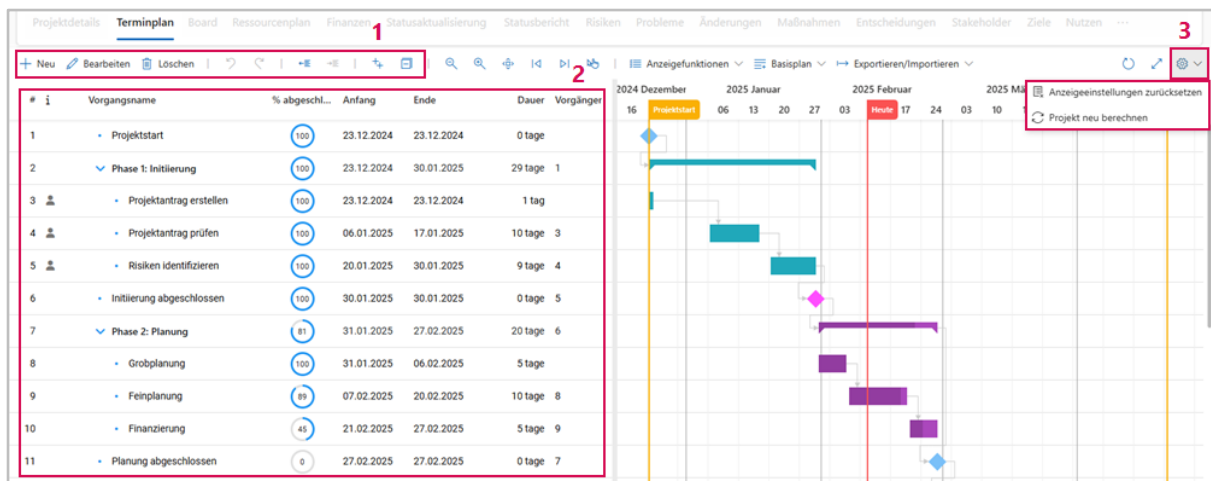 Projektdetails Terminplan Board Ressourcenplan Finanzen Statusaktualisierung Statusbericht Risiken Probleme Änderungen Maßnahmen Entscheidungen Stakeholder Ziele Nutzen ...
1 3
Neu Bearbeiten Löschen Anzeigefunktionen Basisplan Exportieren/Importieren
2
# i Vorgangsname % abgeschl... Anfang Ende Dauer Vorgänger
2024 Dezember 2025 Januar 2025 Februar 2025
16 Projektstart 06 13 20 27 03 Heute 17 24 03 10
Anzeigeeinstellungen zurücksetzen
Projekt neu berechnen
1 Projektstart 100 23.12.2024 23.12.2024 0 tage
2 Phase 1: Initiierung 100 23.12.2024 30.01.2025 29 tage 1
3 Projektantrag erstellen 100 23.12.2024 23.12.2024 1 tag
4 Projektantrag prüfen 100 06.01.2025 17.01.2025 10 tage 3
5 Risiken identifizieren 100 20.01.2025 30.01.2025 9 tage 4
6 Initiierung abgeschlossen 100 30.01.2025 30.01.2025 0 tage 5
7 Phase 2: Planung 81 31.01.2025 27.02.2025 20 tage 6
8 Grobplanung 100 31.01.2025 06.02.2025 5 tage
9 Feinplanung 89 07.02.2025 20.02.2025 10 tage 8
10 Finanzierung 45 21.02.2025 27.02.2025 5 tage 9
11 Planung abgeschlossen 0 27.02.2025 27.02.2025 0 tage 7